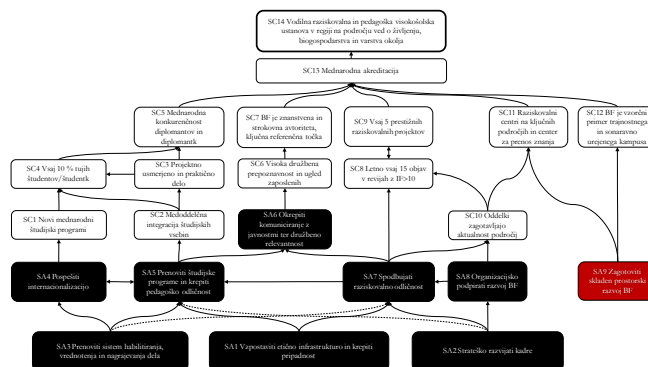 SC14 Vodilna raziskovalna in pedagoška visokošolska
ustanova v regiji na področju ved o življenju,
biogospodarstva in varstva okolja
SC13 Mednarodna akreditacija
SC5 Mednarodna
konkurenčnost
diplomantov in
diplomantk
SC7 BF je znanstvena in
strokovna avtoriteta,
ključna referenčna točka
SC9 Vsaj 5 prestižnih
raziskovalnih projektov
SC11 Raziskovalni
centri na ključnih
področjih in center
za prenos znanja
SC12 BF je vzorčni
primer trajnostnega
in sonaravno
urejenega kampusa
SC4 Vsaj 10 % tujih
študentov/študentk
SC3 Projektno
usmerjeno in praktično
delo
SC6 Visoka družbena
prepoznavnost in ugled
zaposlenih
SC8 Letno vsaj 15 objav
v revijah z IF>10
SC1 Novi mednarodni
študijski programi
SC2 Medoddelčna
integracija študijskih
vsebin
SA6 Okrepiti
komuniciranje z
javnostmi ter družbeno
relevantnost
SC10 Oddelki
zagotavljajo
aktualnost področij
SA4 Pospešiti
internacionalizacijo
SA5 Prenoviti študijske
programe in krepiti
pedagoško odličnost
SA7 Spodbujati
raziskovalno odličnost
SA8 Organizacijsko
podpirati razvoj BF
SA9 Zagotoviti
skladen prostorski
razvoj BF
SA3 Prenoviti sistem habilitiranja,
vrednotenja in nagrajevanja dela
SA1 Vzpostaviti etično infrastrukturo in krepiti
pripadnost
SA2 Strateško razvijati kadre